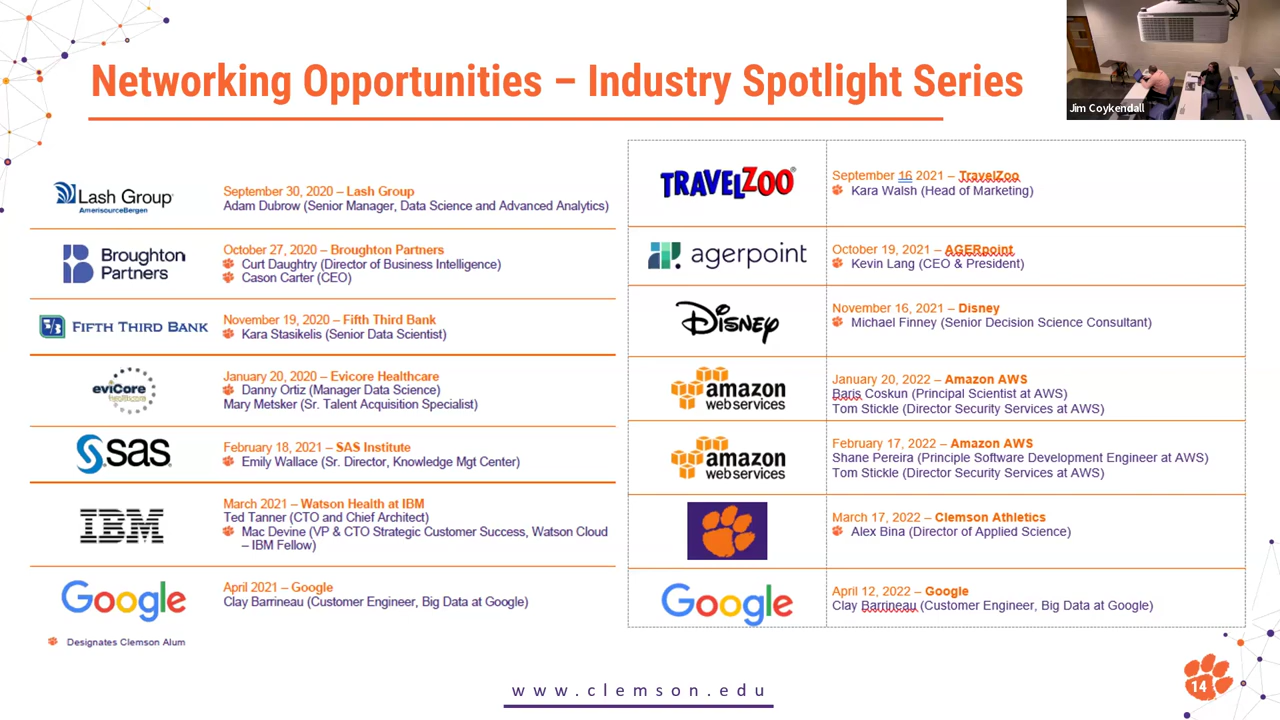 Networking Opportunities – Industry Spotlight Series
Jim Coykendall
Lash Group
AmerisourceBergen
September 30, 2020 – Lash Group
Adam Dubrow (Senior Manager, Data Science and Advanced Analytics)
Broughton
Partners
October 27, 2020 – Broughton Partners
Curt Daughtry (Director of Business Intelligence)
Cason Carter (CEO)
FIFTH THIRD BANK
November 19, 2020 – Fifth Third Bank
Kara Stasikelis (Senior Data Scientist)
eviCore
healthcare
January 20, 2020 – Evicore Healthcare
Danny Ortiz (Manager Data Science)
Mary Metsker (Sr. Talent Acquisition Specialist)
sas
February 18, 2021 – SAS Institute
Emily Wallace (Sr. Director, Knowledge Mgt Center)
IBM
March 2021 – Watson Health at IBM
Ted Tanner (CTO and Chief Architect)
Mac Devine (VP & CTO Strategic Customer Success, Watson Cloud
– IBM Fellow)
Google
April 2021 – Google
Clay Barrineau (Customer Engineer, Big Data at Google)
Designates Clemson Alum
TRAVELZOO®
September 16 2021 – TravelZoo
Kara Walsh (Head of Marketing)
agerpoint
October 19, 2021 – AGERpoint
Kevin Lang (CEO & President)
Disney
November 16, 2021 – Disney
Michael Finney (Senior Decision Science Consultant)
amazon
webservices
January 20, 2022 – Amazon AWS
Baris Coskun (Principal Scientist at AWS)
Tom Stickle (Director Security Services at AWS)
amazon
webservices
February 17, 2022 – Amazon AWS
Shane Pereira (Principle Software Development Engineer at AWS)
Tom Stickle (Director Security Services at AWS)
March 17, 2022 – Clemson Athletics
Alex Bina (Director of Applied Science)
Google
April 12, 2022 – Google
Clay Barrineau (Customer Engineer, Big Data at Google)
www.clemson.edu
14